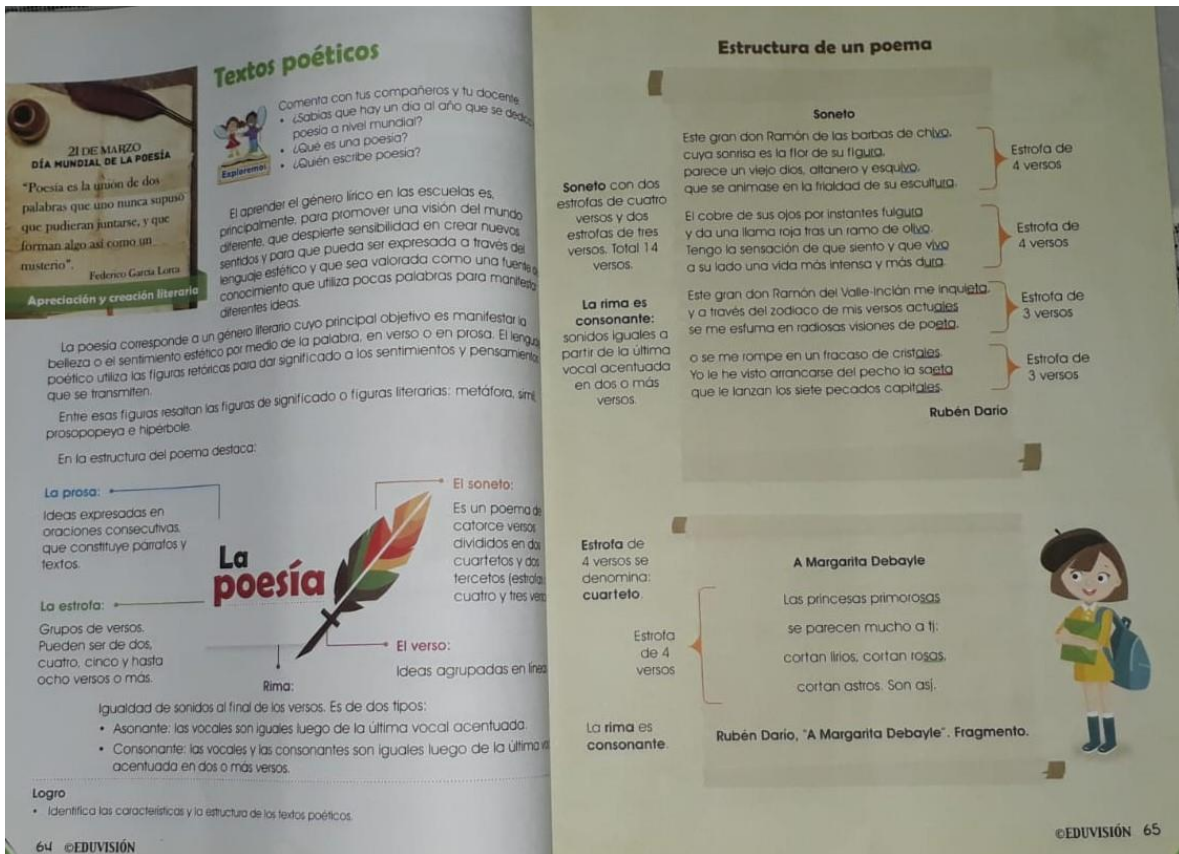 Textos poéticos
21 DE MARZO
DÍA MUNDIAL DE LA POESÍA
"Poesía es la unión de dos
palabras que uno nunca supuso
que pudieran juntarse, y que
forman algo así como un
misterio".
Federico García Lorca
Apreciación y creación literaria
Exploremos
Comenta con tus compañeros y tu docente
• ¿Sabías que hay un día al año que se dedica
poesía a nivel mundial?
• ¿Qué es una poesía?
• ¿Quién escribe poesía?
El aprender el género lírico en las escuelas es,
principalmente, para promover una visión del mundo
diferente, que despierte sensibilidad en crear nuevos
sentidos y para que pueda ser expresada a través del
lenguaje estético y que sea valorada como una fuente
conocimiento que utiliza pocas palabras para manifesta
diferentes ideas.
La poesía corresponde a un género literario cuyo principal objetivo es manifestar la
belleza o el sentimiento estético por medio de la palabra, en verso o en prosa. El lengua
poético utiliza las figuras retóricas para dar significado a los sentimientos y pensamiento
que se transmiten.
Entre esas figuras resaltan las figuras de significado o figuras literarias: metáfora, símil,
prosopopeya e hipérbole.
En la estructura del poema destaca:
La prosa:
Ideas expresadas en
oraciones consecutivas,
que constituye párrafos y
textos.
La estrofa:
Grupos de versos.
Pueden ser de dos,
cuatro, cinco y hasta
ocho versos o más.
La
poesía
El soneto:
Es un poema de
catorce versos
divididos en dos
cuartetos y dos
tercetos (estrofa
cuatro y tres vers
El verso:
Ideas agrupadas en línea
Rima:
Igualdad de sonidos al final de los versos. Es de dos tipos:
• Asonante: las vocales son iguales luego de la última vocal acentuada.
• Consonante: las vocales y las consonantes son iguales luego de la última vo
acentuada en dos o más versos.
Logro
• Identifica las características y la estructura de los textos poéticos.
64 ©EDUVISIÓN
Estructura de un poema
Soneto con dos
estrofas de cuatro
versos y dos
estrofas de tres
versos. Total 14
versos.
La rima es
consonante:
sonidos iguales a
partir de la última
vocal acentuada
en dos o más
versos.
Soneto
Este gran don Ramón de las barbas de chivo,
cuya sonrisa es la flor de su figura,
parece un viejo dios, altanero y esquivo,
que se animase en la frialdad de su escultura.
Estrofa de
4 versos
El cobre de sus ojos por instantes fulgura
y da una llama roja tras un ramo de olivo.
Tengo la sensación de que siento y que vivo
a su lado una vida más intensa y más dura.
Estrofa de
4 versos
Este gran don Ramón del Valle-Inclán me inquieta,
y a través del zodíaco de mis versos actuales
se me esfuma en radiosas visiones de poeta,
Estrofa de
3 versos
o se me rompe en un fracaso de cristales.
Yo le he visto arrancarse del pecho la saeta
que le lanzan los siete pecados capitales.
Estrofa de
3 versos
Rubén Darío
Estrofa de
4 versos se
denomina:
cuarteto.
Estrofa
de 4
versos
La rima es
consonante.
A Margarita Debayle
Las princesas primorosas
se parecen mucho a ti:
cortan lirios, cortan rosas,
cortan astros. Son así.
Rubén Darío, "A Margarita Debayle". Fragmento.
©EDUVISIÓN 65